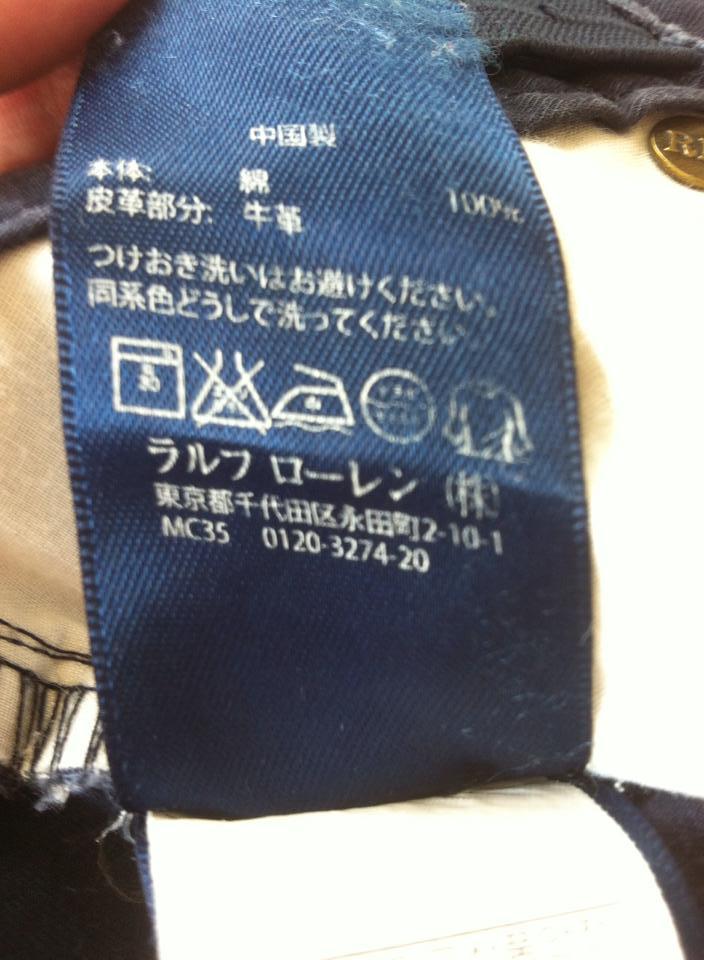 中国製
本体: 綿 100%
皮革部分: 牛革
つけおき洗いはお避けください。
同系色どうしで洗ってください。
ラルフ ローレン (株)
東京都千代田区永田町2-10-1
MC35 0120-3274-20